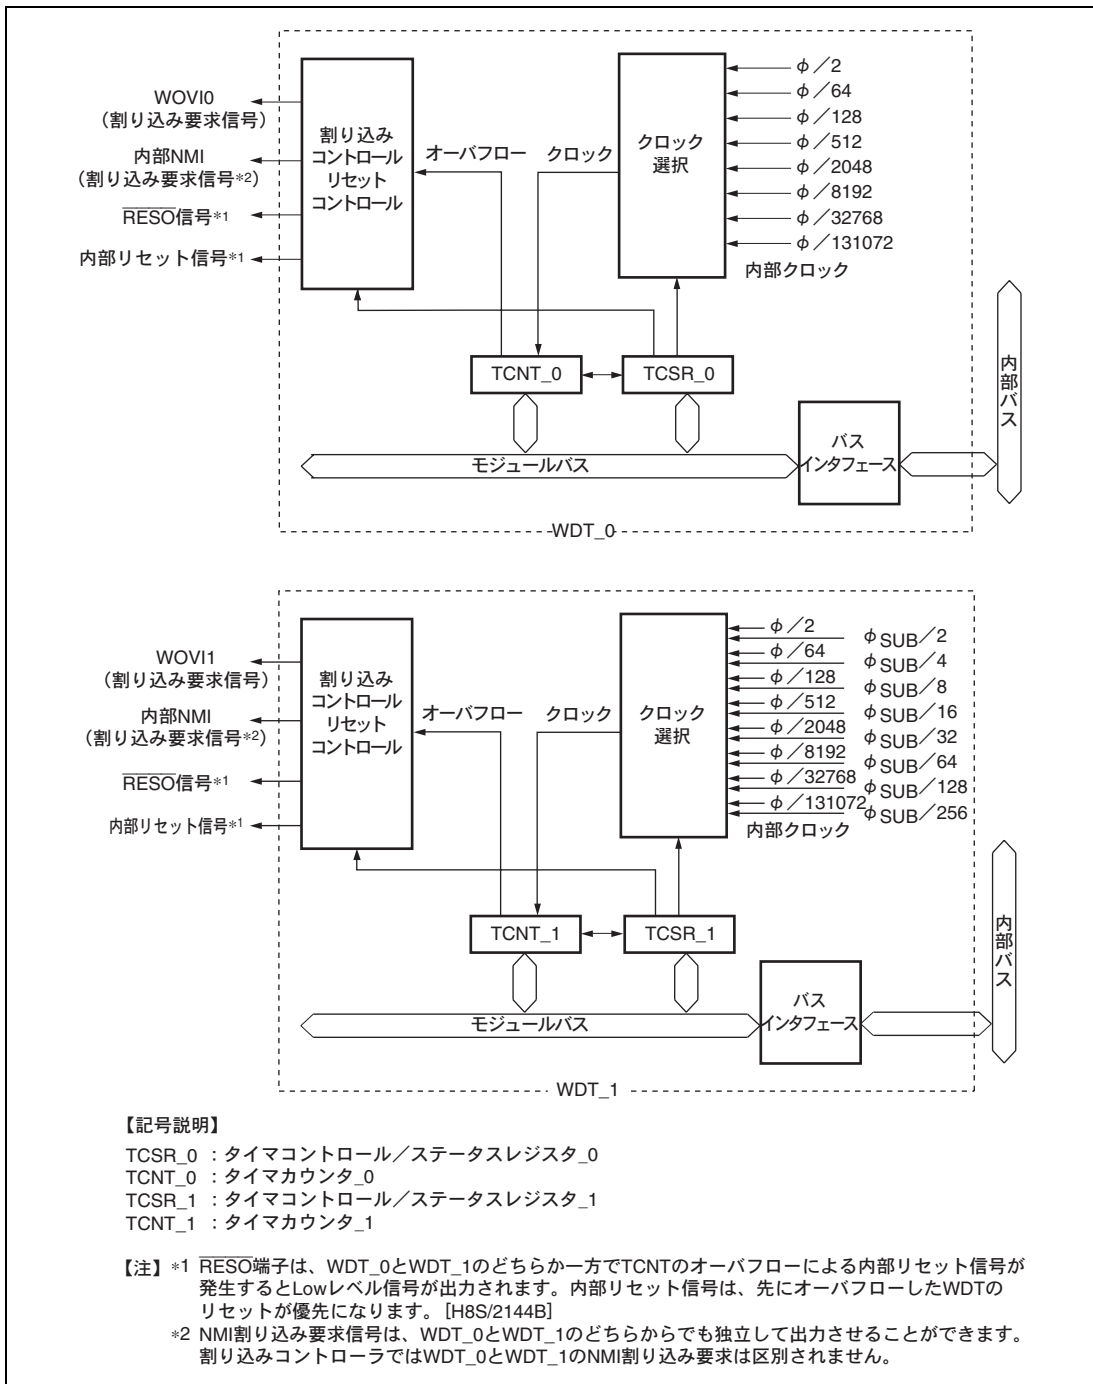 WOVI0
（割り込み要求信号）
内部NMI
（割り込み要求信号*2）
RESO信号*1
内部リセット信号*1
割り込み
コントロール
リセット
コントロール
オーバフロー
クロック
クロック
選択
φ／2
φ／64
φ／128
φ／512
φ／2048
φ／8192
φ／32768
φ／131072
内部クロック
TCNT_0
TCSR_0
モジュールバス
バス
インタフェース
内部バス
WDT_0
WOVI1
（割り込み要求信号）
内部NMI
（割り込み要求信号*2）
RESO信号*1
内部リセット信号*1
割り込み
コントロール
リセット
コントロール
オーバフロー
クロック
クロック
選択
φ／2
φ／64
φ／128
φ／512
φ／2048
φ／8192
φ／32768
φ／131072
内部クロック
φSUB／2
φSUB／4
φSUB／8
φSUB／16
φSUB／32
φSUB／64
φSUB／128
φSUB／256
TCNT_1
TCSR_1
モジュールバス
バス
インタフェース
内部バス
WDT_1
【記号説明】
TCSR_0 ：タイマコントロール／ステータスレジスタ_0
TCNT_0 ：タイマカウンタ_0
TCSR_1 ：タイマコントロール／ステータスレジスタ_1
TCNT_1 ：タイマカウンタ_1
【注】*1 RESO端子は、WDT_0とWDT_1のどちらか一方でTCNTのオーバフローによる内部リセット信号が
発生するとLowレベル信号が出力されます。内部リセット信号は、先にオーバフローしたWDTの
リセットが優先になります。［H8S/2144B］
*2 NMI割り込み要求信号は、WDT_0とWDT_1のどちらからでも独立して出力させることができます。
割り込みコントローラではWDT_0とWDT_1のNMI割り込み要求は区別されません。